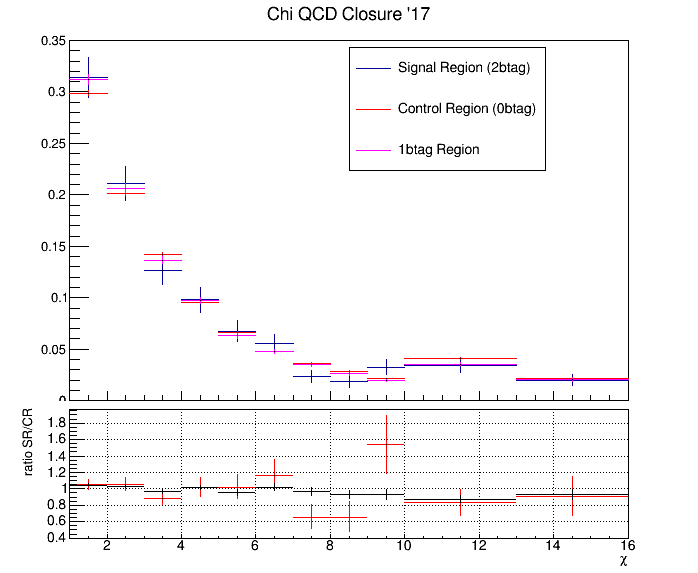 Chi QCD Closure '17
0.35
0.3
0.25
0.2
0.15
0.1
0.05
0
Signal Region (2btag)
Control Region (0btag)
1btag Region
ratio SR/CR
1.8
1.6
1.4
1.2
1
0.8
0.6
0.4
2 4 6 8 10 12 14 16
χ